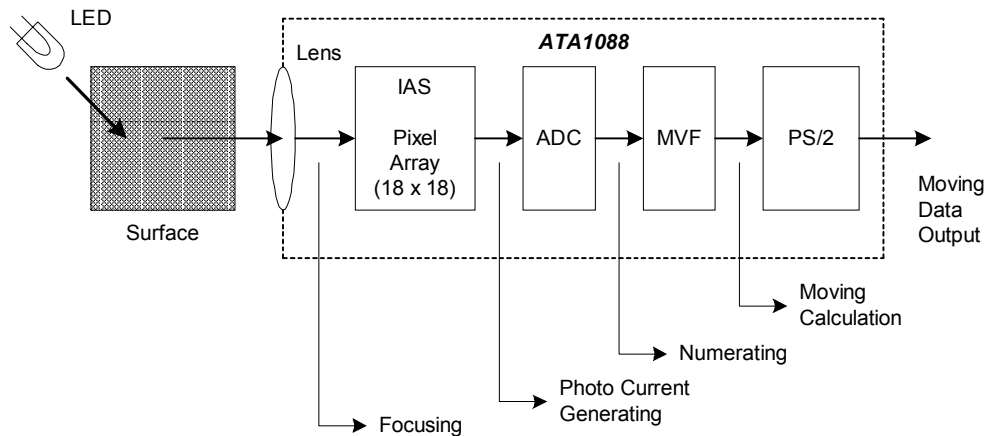 LED
ATA1088
Lens
IAS
Pixel
Array
(18 x 18)
ADC
MVF
PS/2
Moving
Data
Output
Surface
Moving
Calculation
Numerating
Photo Current
Generating
Focusing